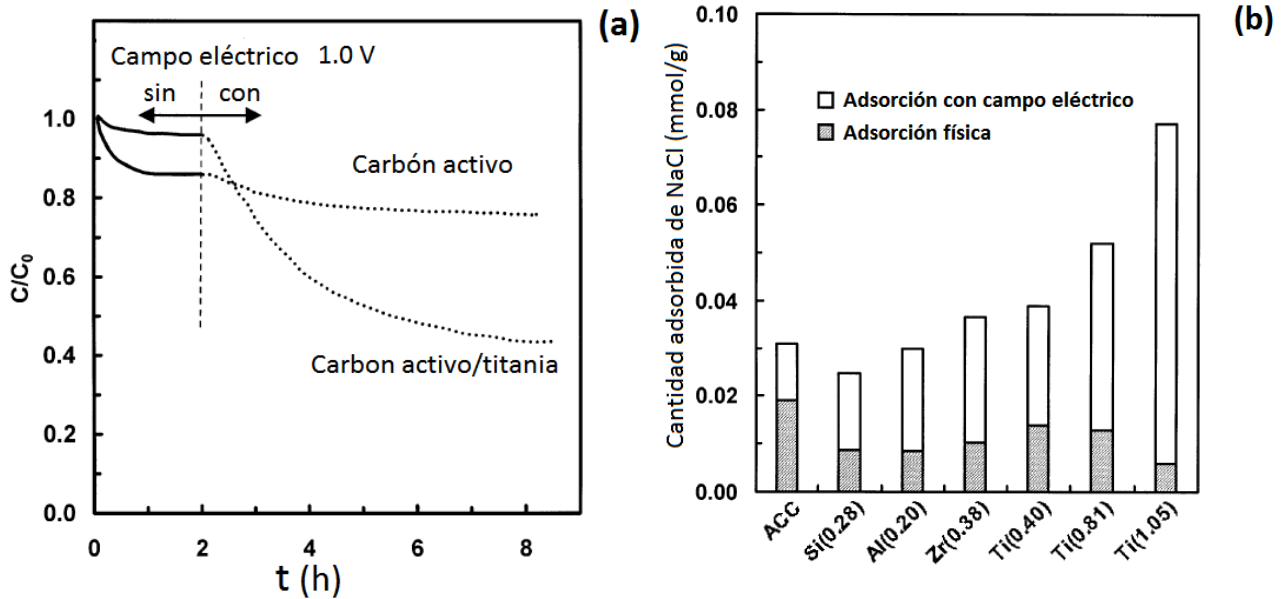 (a)
Campo eléctrico 1.0 V
sin con
Carbón activo
Carbon activo/titania
C/C0
1.0
0.8
0.6
0.4
0.2
0.0
0 2 4 6 8
t (h)
(b)
Cantidad adsorbida de NaCl (mmol/g)
0.10
0.08
0.06
0.04
0.02
0.00
Adsorción con campo eléctrico
Adsorción física
ACC
Si(0.28)
Al(0.20)
Zr(0.38)
Ti(0.40)
Ti(0.81)
Ti(1.05)